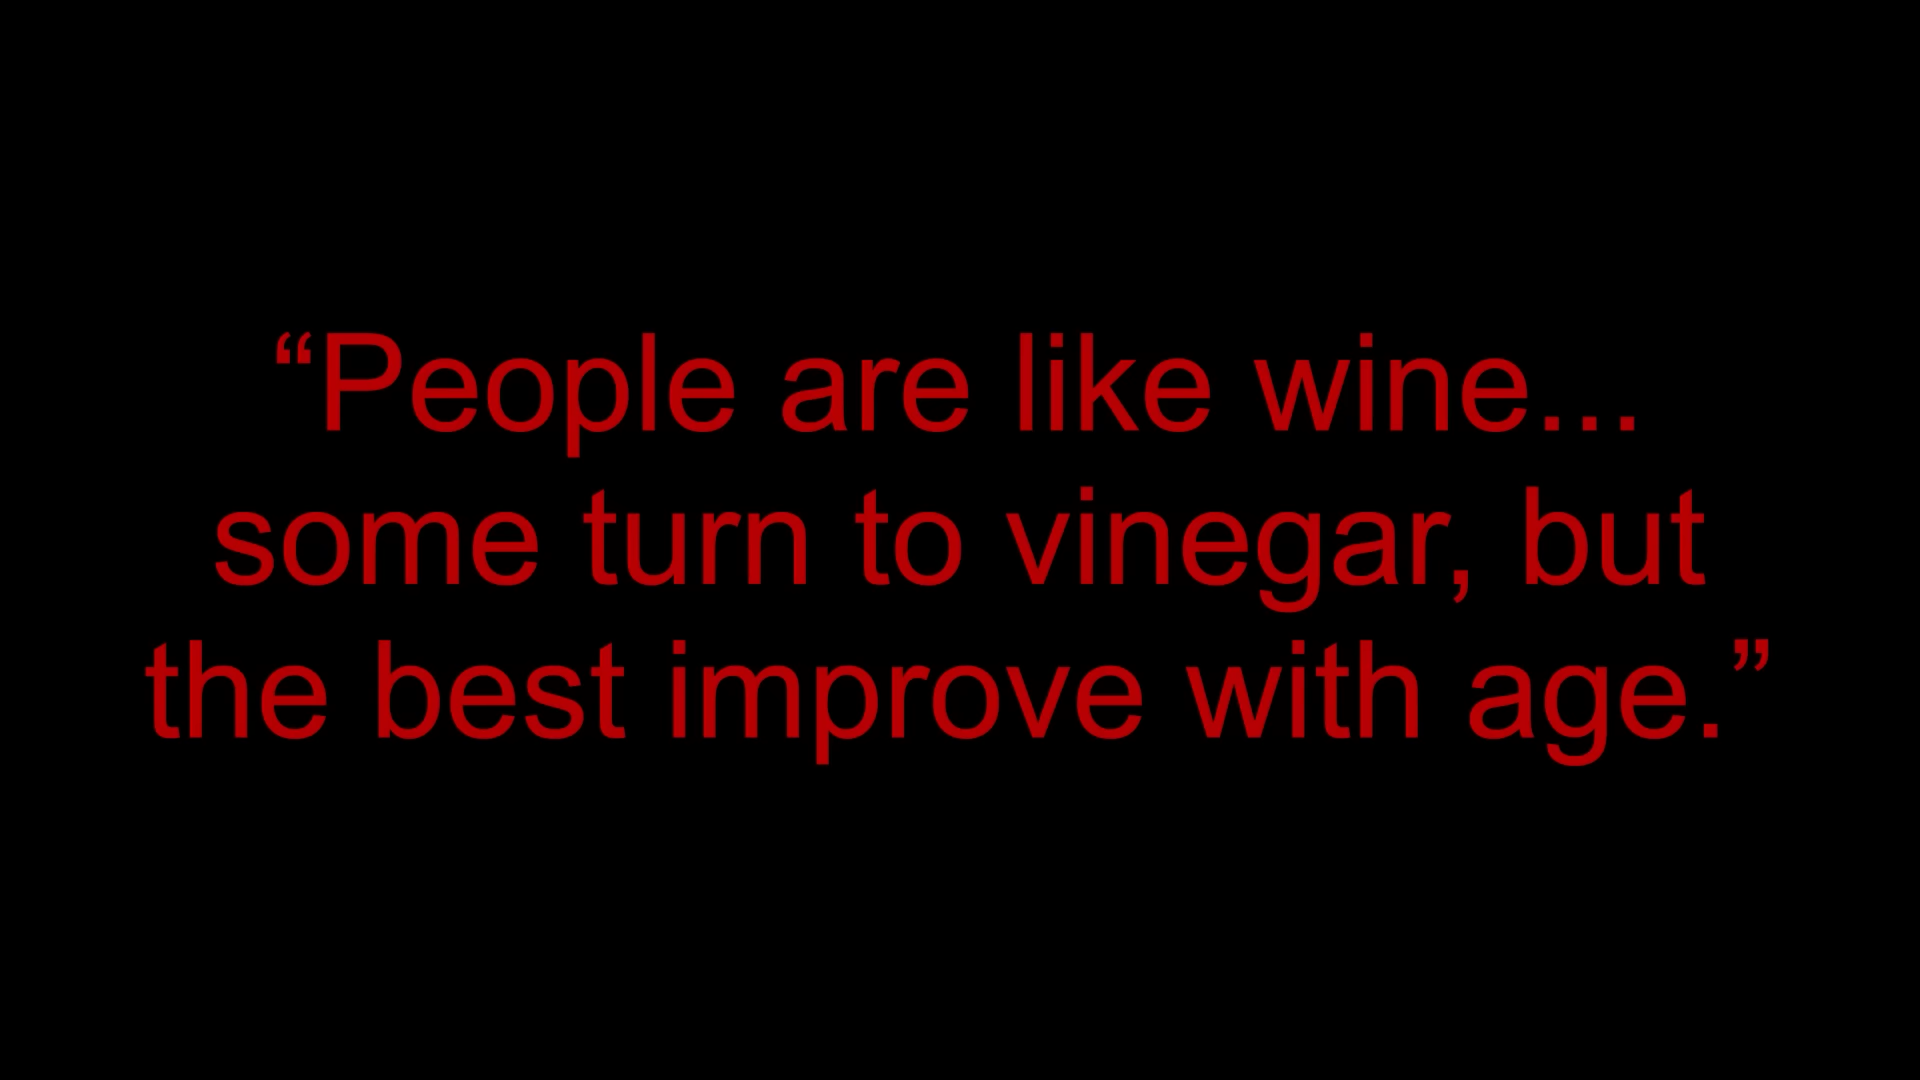 “People are like wine...
some turn to vinegar, but
the best improve with age.”